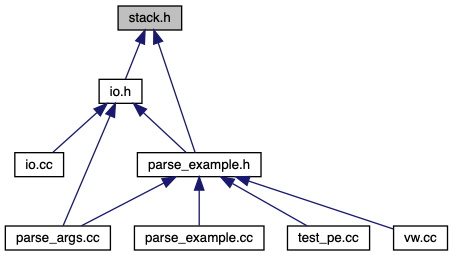 stack.h
io.h
io.cc
parse_example.h
parse_args.cc
parse_example.cc
test_pe.cc
vw.cc